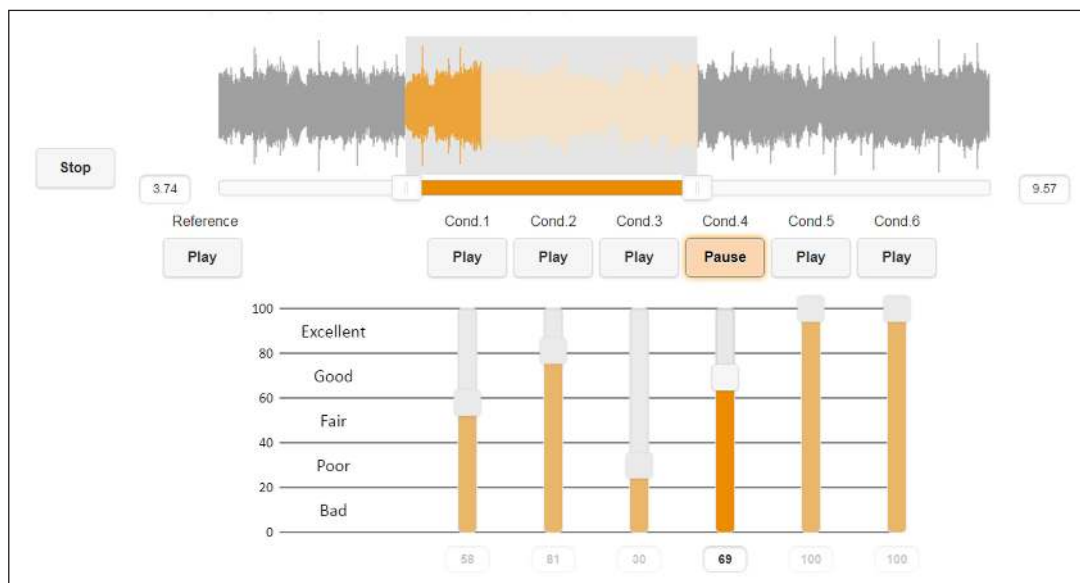 Stop
3.74
9.57
Reference Cond.1 Cond.2 Cond.3 Cond.4 Cond.5 Cond.6
Play Play Play Play Pause Play Play
100
Excellent
80
Good
60
Fair
40
Poor
20
Bad
0
58 81 30 69 100 100